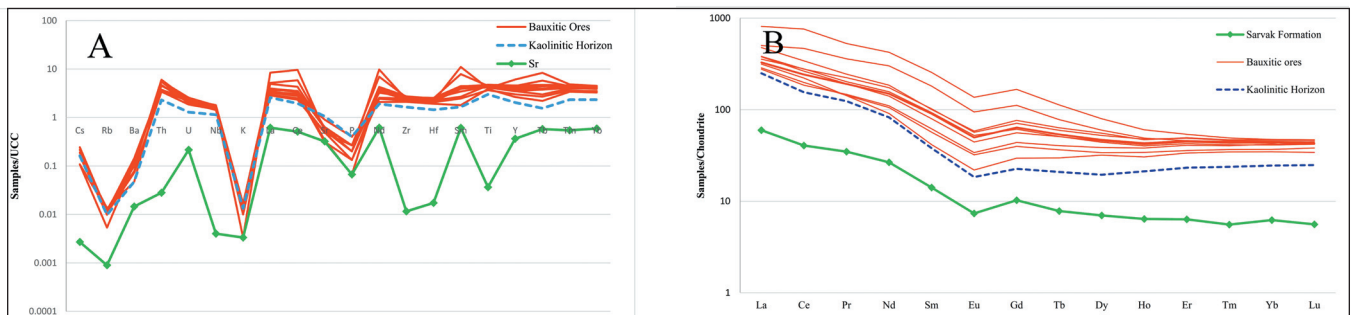 A
100
10
1
0.1
0.01
0.001
0.0001
Samples/UCC
Bauxitic Ores
Kaolinitic Horizon
Sr
Cs Rb Ba Th U Nb K Nd Zr Hf Sm Ti Y Yb
B
1000
100
10
1
Samples/Chondrite
Sarvak Formation
Bauxitic ores
Kaolinitic Horizon
La Ce Pr Nd Sm Eu Gd Tb Dy Ho Er Tm Yb Lu